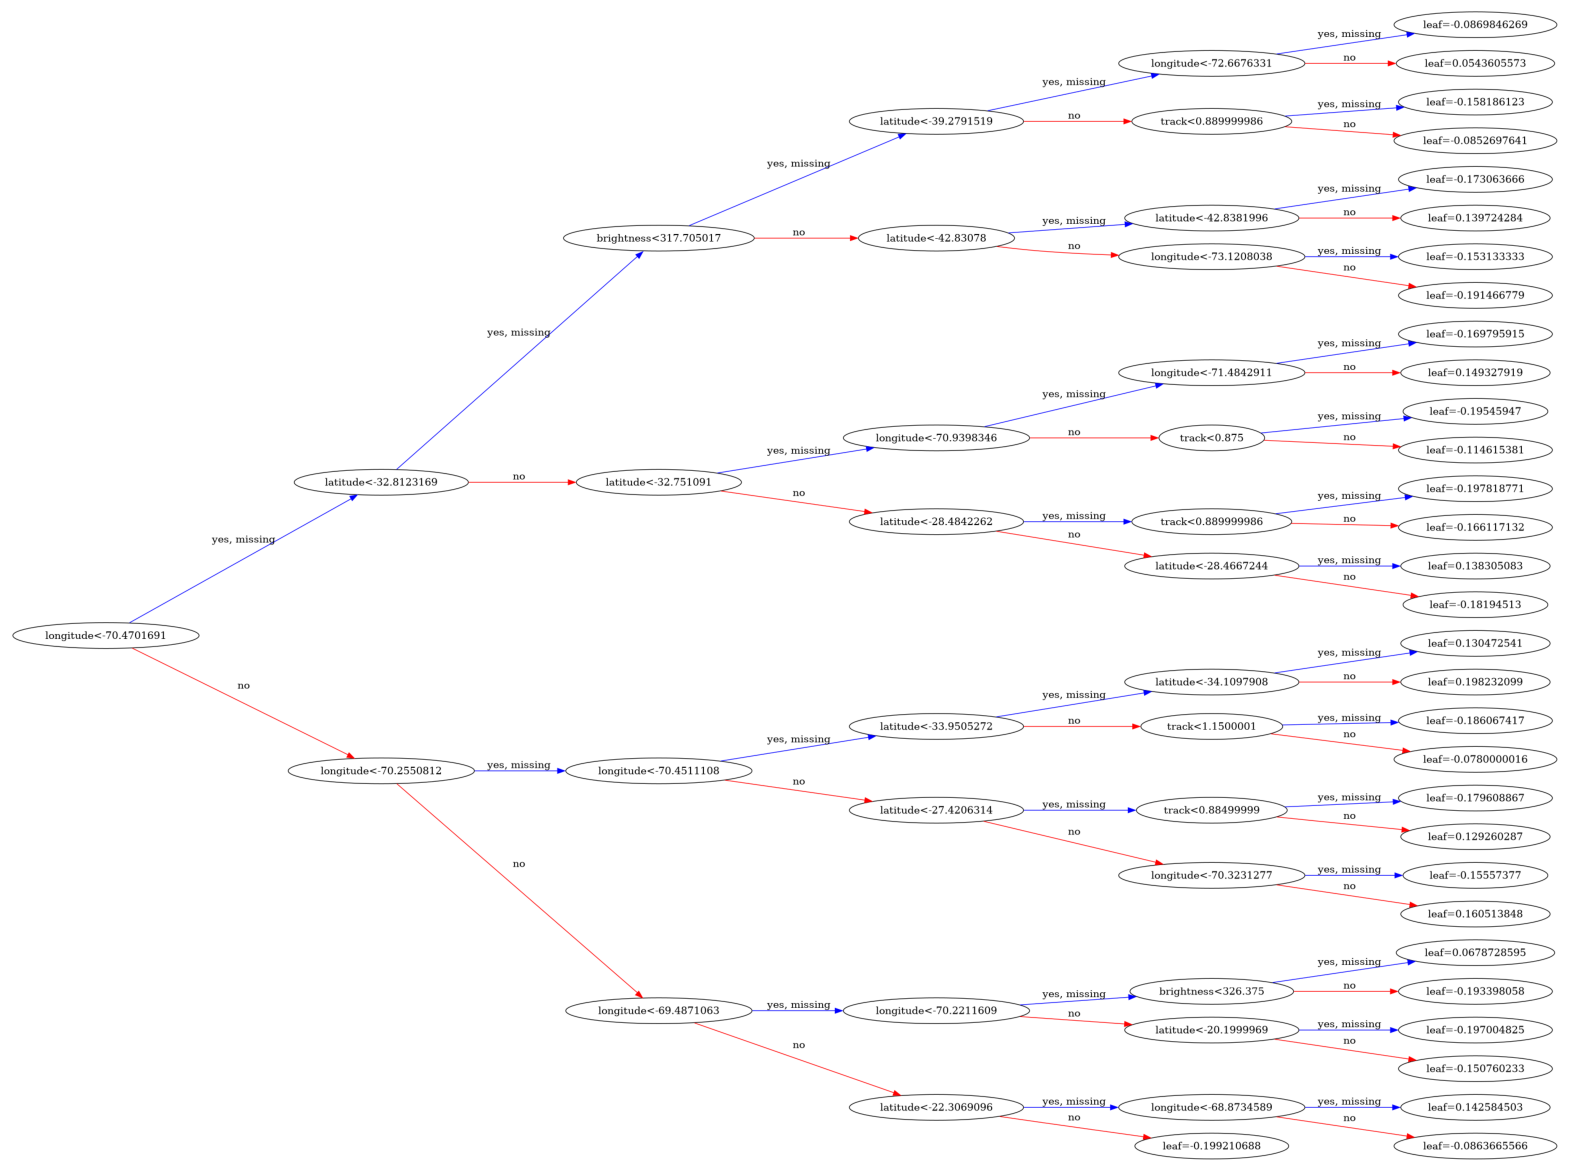 leaf=-0.0869846269
yes, missing
longitude<-72.6676331
no
leaf=0.0543605573
yes, missing
leaf=-0.158186123
yes, missing
latitude<-39.2791519
no
track<0.889999986
no
leaf=-0.0852697641
yes, missing
leaf=-0.173063666
yes, missing
latitude<-42.8381996
no
leaf=0.139724284
yes, missing
brightness<317.705017
no
latitude<-42.83078
no
longitude<-73.1208038
yes, missing
leaf=-0.153133333
no
leaf=-0.191466779
yes, missing
leaf=-0.169795915
yes, missing
longitude<-71.4842911
no
leaf=0.149327919
yes, missing
leaf=-0.19545947
yes, missing
longitude<-70.9398346
no
track<0.875
no
leaf=-0.114615381
yes, missing
latitude<-32.8123169
no
latitude<-32.751091
no
leaf=-0.197818771
yes, missing
latitude<-28.4842262
yes, missing
track<0.889999986
no
leaf=-0.166117132
no
latitude<-28.4667244
yes, missing
leaf=0.138305083
no
leaf=-0.18194513
yes, missing
longitude<-70.4701691
no
leaf=0.130472541
yes, missing
latitude<-34.1097908
no
leaf=0.198232099
yes, missing
latitude<-33.9505272
no
track<1.1500001
yes, missing
leaf=-0.186067417
yes, missing
no
leaf=-0.0780000016
longitude<-70.2550812
yes, missing
longitude<-70.4511108
no
latitude<-27.4206314
yes, missing
track<0.88499999
yes, missing
leaf=-0.179608867
no
leaf=0.129260287
no
longitude<-70.3231277
yes, missing
leaf=-0.15557377
no
leaf=0.160513848
no
leaf=0.0678728595
yes, missing
brightness<326.375
no
leaf=-0.193398058
yes, missing
longitude<-69.4871063
yes, missing
longitude<-70.2211609
no
latitude<-20.1999969
yes, missing
leaf=-0.197004825
no
leaf=-0.150760233
no
latitude<-22.3069096
yes, missing
longitude<-68.8734589
yes, missing
leaf=0.142584503
no
leaf=-0.199210688
no
leaf=-0.0863665566